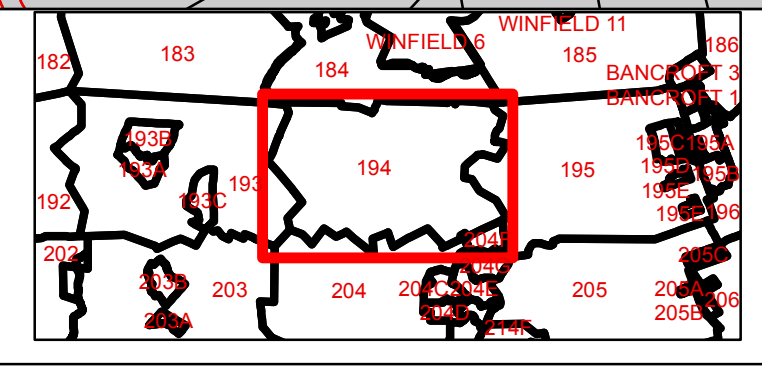 WINFIELD 11
WINFIELD 6
182 183 184 185 186
BANCROFT 3
BANCROFT 1
193B 195C 195A
193A 194 195 195D 195B
193 195E
192 193C 195E 196
204F
202 204G 205C
203B 203 204 204C 204E 205 205A 206
203A 204D 205B
214F